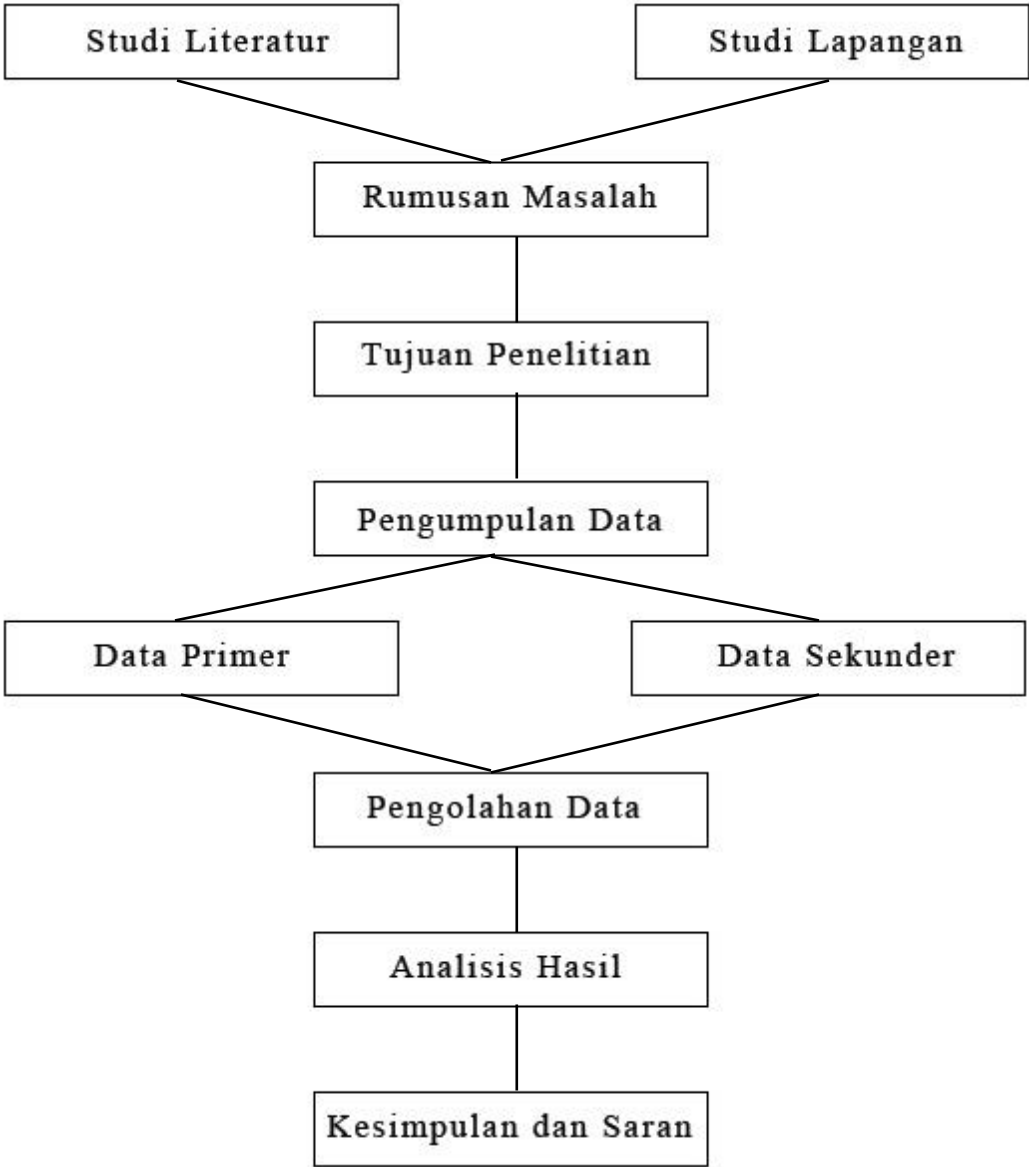 Studi Literatur
Studi Lapangan
Rumusan Masalah
Tujuan Penelitian
Pengumpulan Data
Data Primer
Data Sekunder
Pengolahan Data
Analisis Hasil
Kesimpulan dan Saran